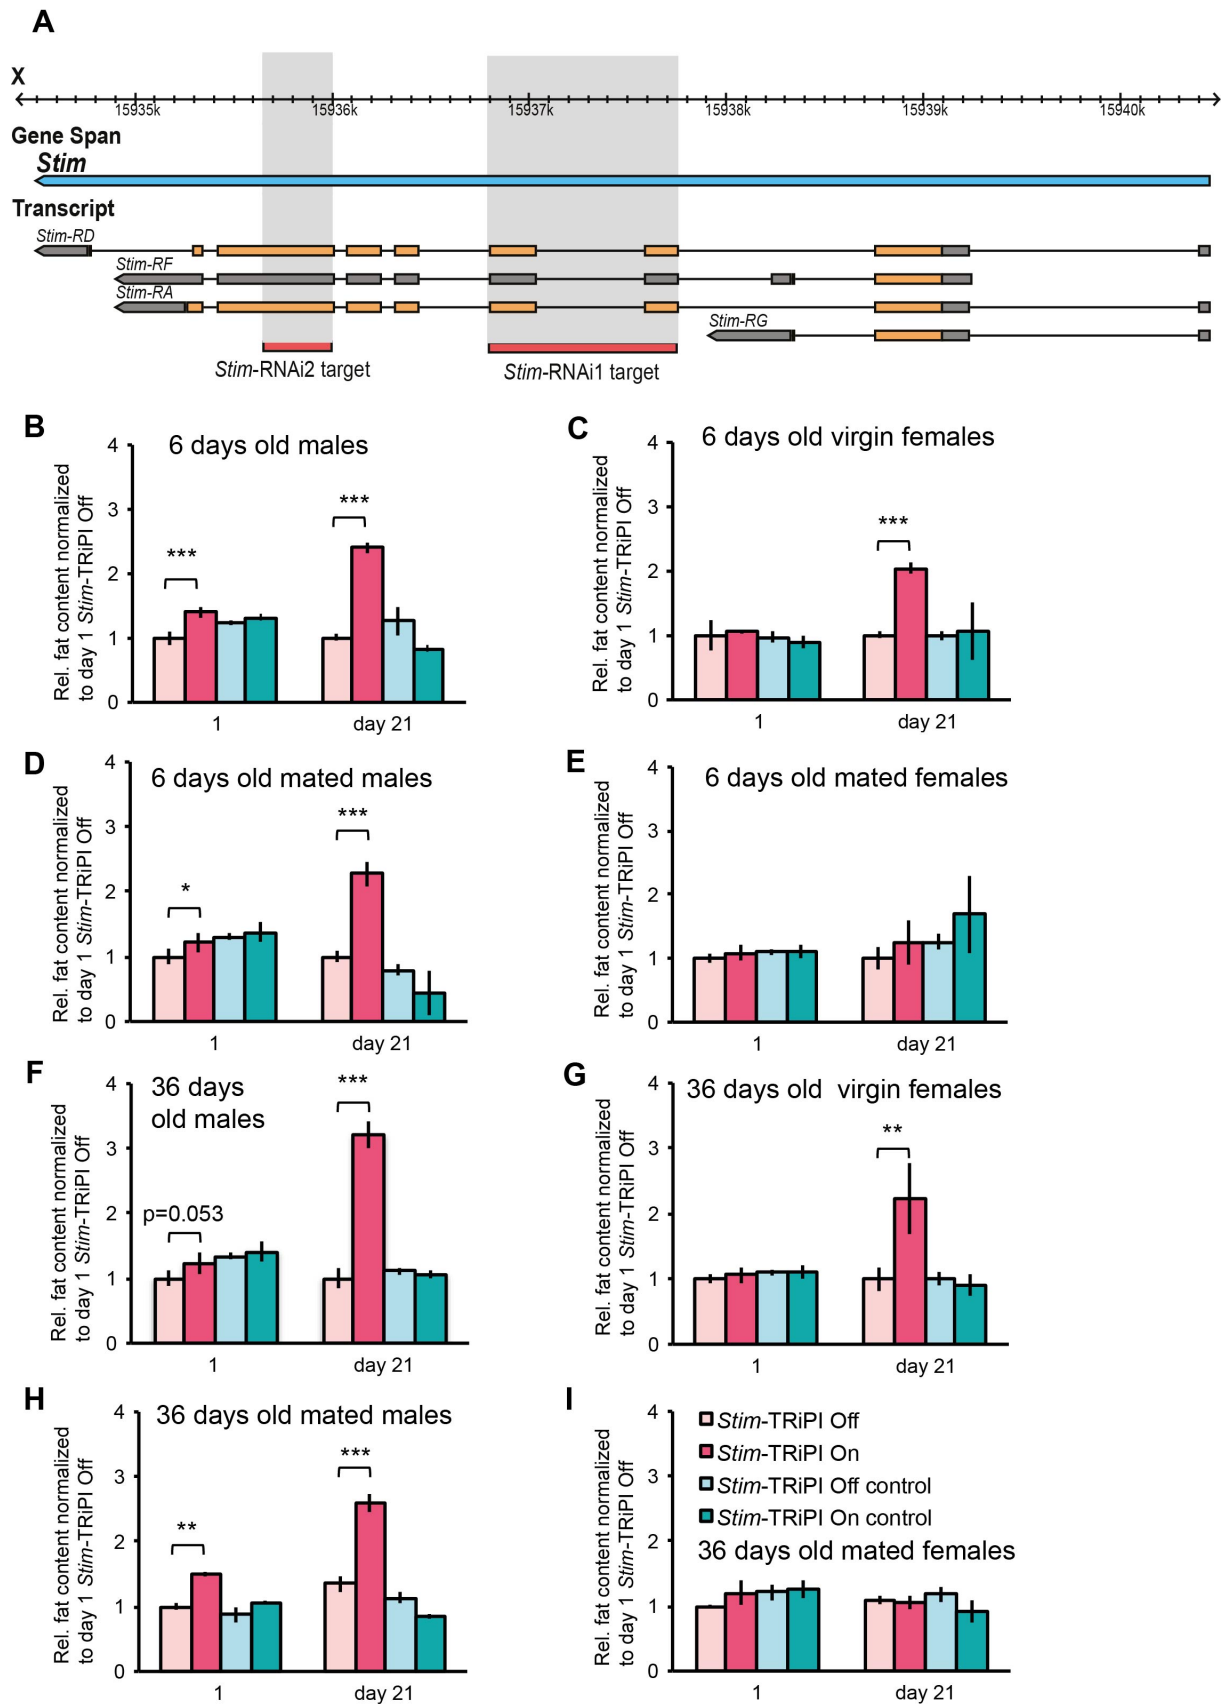 A
X
15935k 15936k 15937k 15938k 15939k 15940k
Gene Span
Stim
Transcript
Stim-RD
Stim-RF
Stim-RA
Stim-RG
Stim-RNAi2 target
Stim-RNAi1 target
B
6 days old males
Rel. fat content normalized
to day 1 Stim-TRiPI Off
4
3
2
1
0
***
***
1
day 21
C
6 days old virgin females
Rel. fat content normalized
to day 1 Stim-TRiPI Off
4
3
2
1
0
***
1
day 21
D
6 days old mated males
Rel. fat content normalized
to day 1 Stim-TRiPI Off
4
3
2
1
0
*
***
1
day 21
E
6 days old mated females
Rel. fat content normalized
to day 1 Stim-TRiPI Off
4
3
2
1
0
1
day 21
F
36 days
old males
Rel. fat content normalized
to day 1 Stim-TRiPI Off
4
3
2
1
0
p=0.053
***
1
day 21
G
36 days old virgin females
Rel. fat content normalized
to day 1 Stim-TRiPI Off
4
3
2
1
0
**
1
day 21
H
36 days old mated males
Rel. fat content normalized
to day 1 Stim-TRiPI Off
4
3
2
1
0
**
***
1
day 21
I
Stim-TRiPI Off
Stim-TRiPI On
Stim-TRiPI Off control
Stim-TRiPI On control
36 days old mated females
Rel. fat content normalized
to day 1 Stim-TRiPI Off
4
3
2
1
0
1
day 21